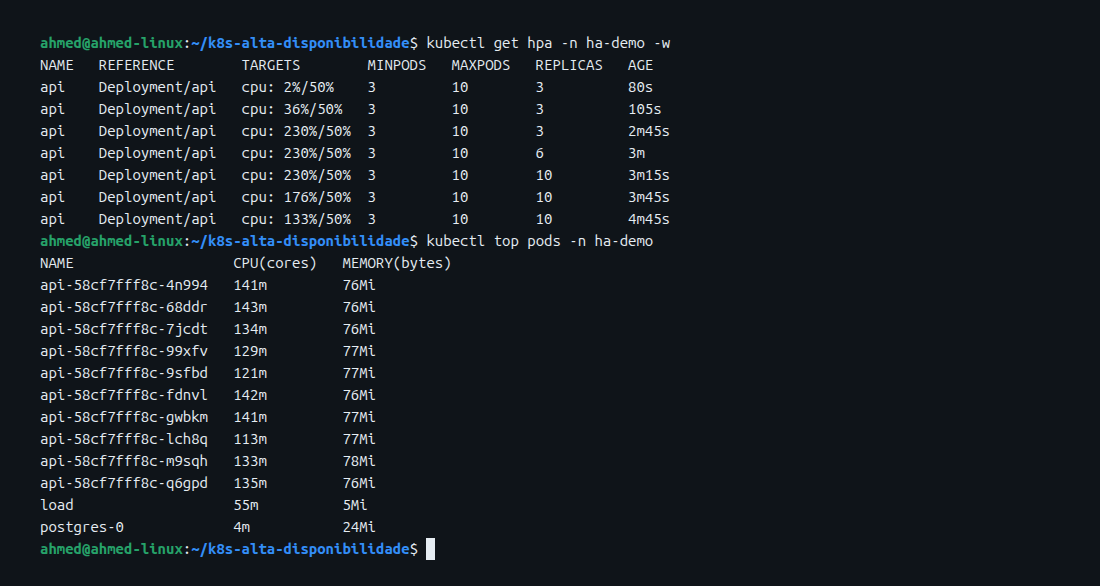 ahmed@ahmed-linux:~/k8s-alta-disponibilidade$ kubectl get hpa -n ha-demo -w
NAME   REFERENCE        TARGETS        MINPODS   MAXPODS   REPLICAS   AGE
api    Deployment/api   cpu: 2%/50%    3         10        3          80s
api    Deployment/api   cpu: 36%/50%   3         10        3          105s
api    Deployment/api   cpu: 230%/50%  3         10        3          2m45s
api    Deployment/api   cpu: 230%/50%  3         10        6          3m
api    Deployment/api   cpu: 230%/50%  3         10        10         3m15s
api    Deployment/api   cpu: 176%/50%  3         10        10         3m45s
api    Deployment/api   cpu: 133%/50%  3         10        10         4m45s
ahmed@ahmed-linux:~/k8s-alta-disponibilidade$ kubectl top pods -n ha-demo
NAME                   CPU(cores)   MEMORY(bytes)
api-58cf7fff8c-4n994   141m         76Mi
api-58cf7fff8c-68ddr   143m         76Mi
api-58cf7fff8c-7jcdt   134m         76Mi
api-58cf7fff8c-99xfv   129m         77Mi
api-58cf7fff8c-9sfbd   121m         77Mi
api-58cf7fff8c-fdnvl   142m         76Mi
api-58cf7fff8c-gwbkm   141m         77Mi
api-58cf7fff8c-lch8q   113m         77Mi
api-58cf7fff8c-m9sqh   133m         78Mi
api-58cf7fff8c-q6gpd   135m         76Mi
load                   55m          5Mi
postgres-0             4m           24Mi
ahmed@ahmed-linux:~/k8s-alta-disponibilidade$